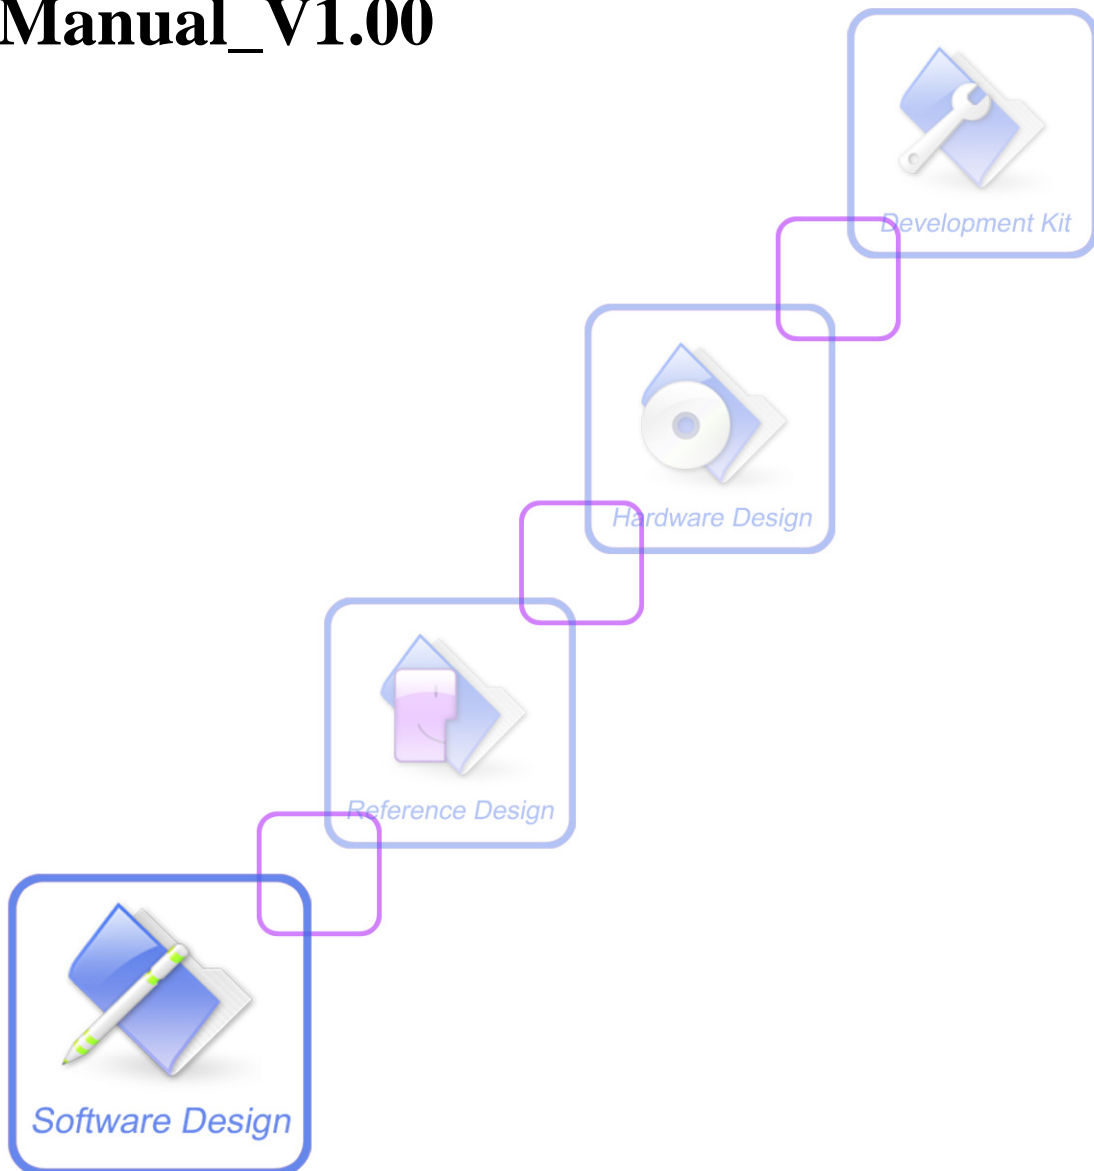 Manual_V1.00
Development Kit
Hardware Design
Reference Design
Software Design